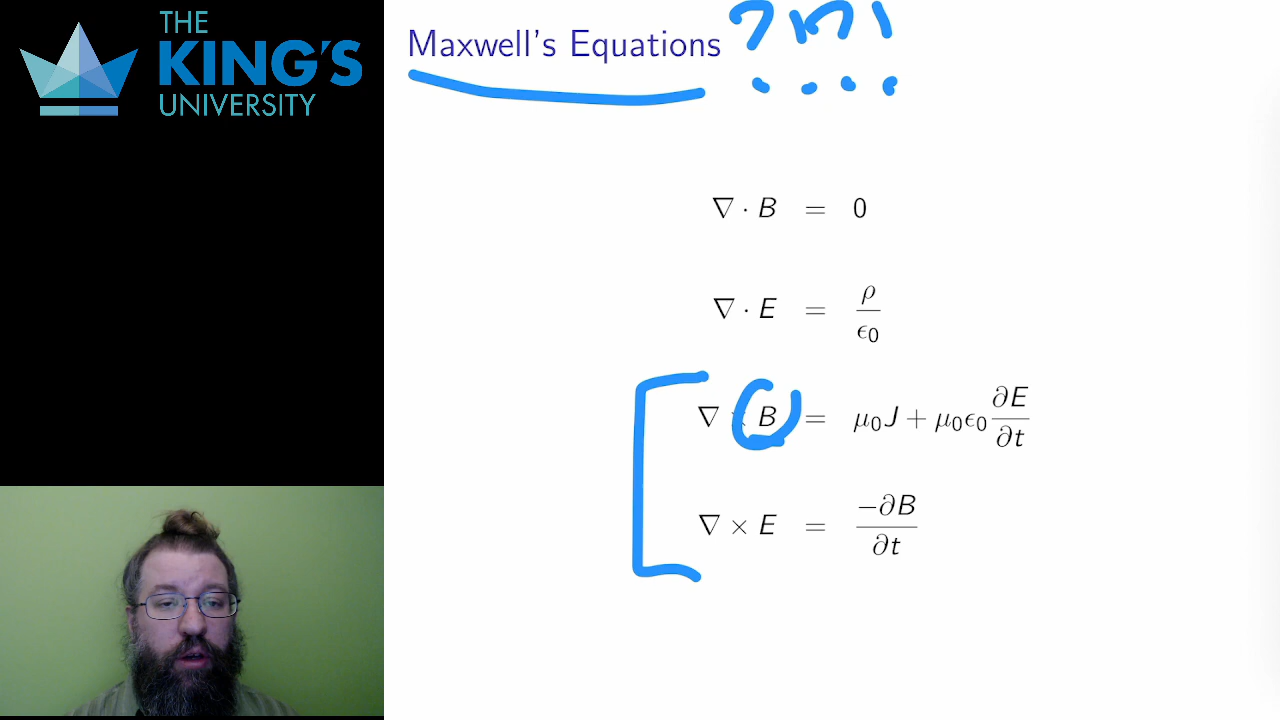 THE
KING'S
UNIVERSITY
Maxwell's Equations ? ! ? !
∇ · B = 0
∇ · E = ρ/ϵ₀
∇ × B = μ₀J + μ₀ϵ₀ ∂E/∂t
∇ × E = −∂B/∂t